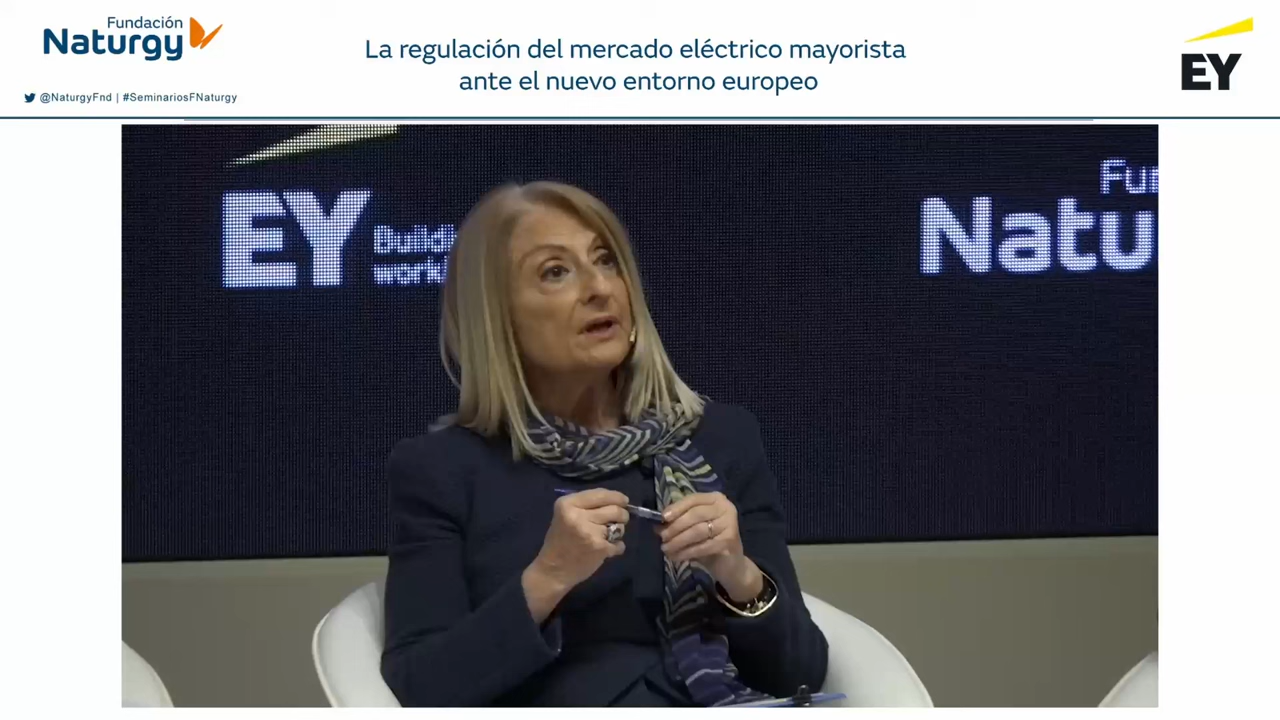 Fundación
Naturgy
@NaturgyFnd | #SeminariosFNaturgy
La regulación del mercado eléctrico mayorista
ante el nuevo entorno europeo
EY
EY
Natu